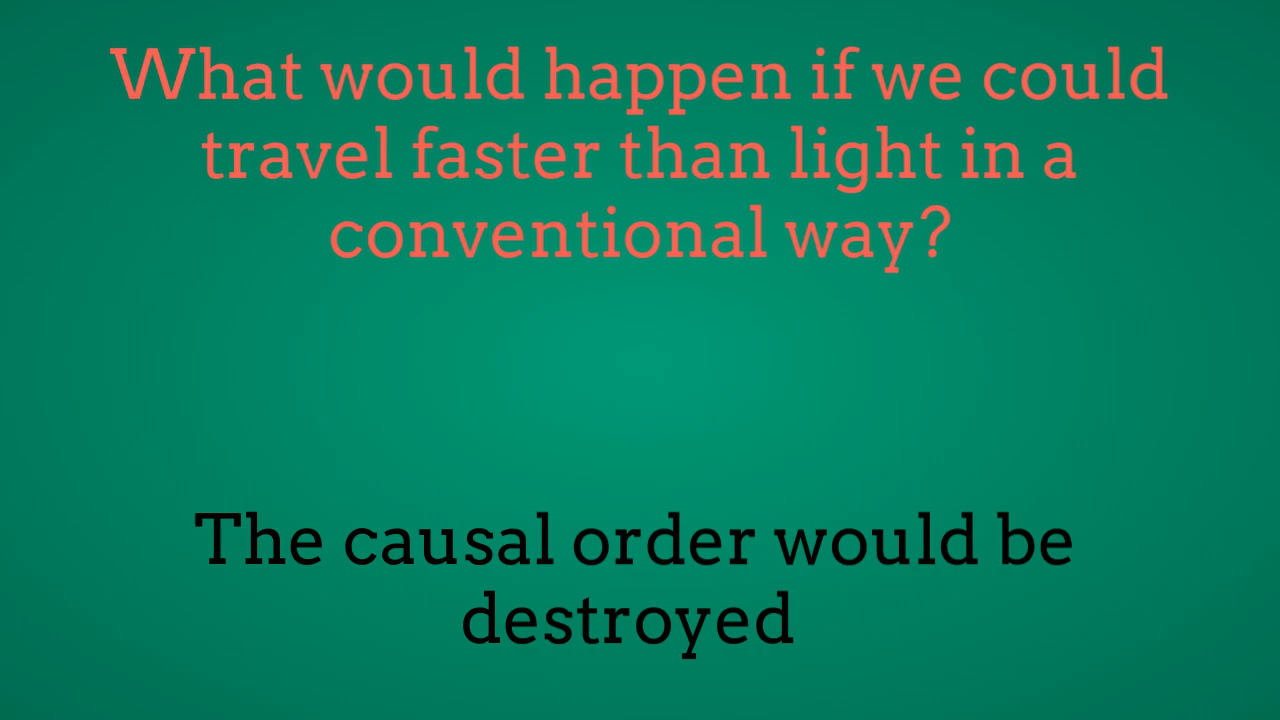 What would happen if we could
travel faster than light in a
conventional way?
The causal order would be
destroyed